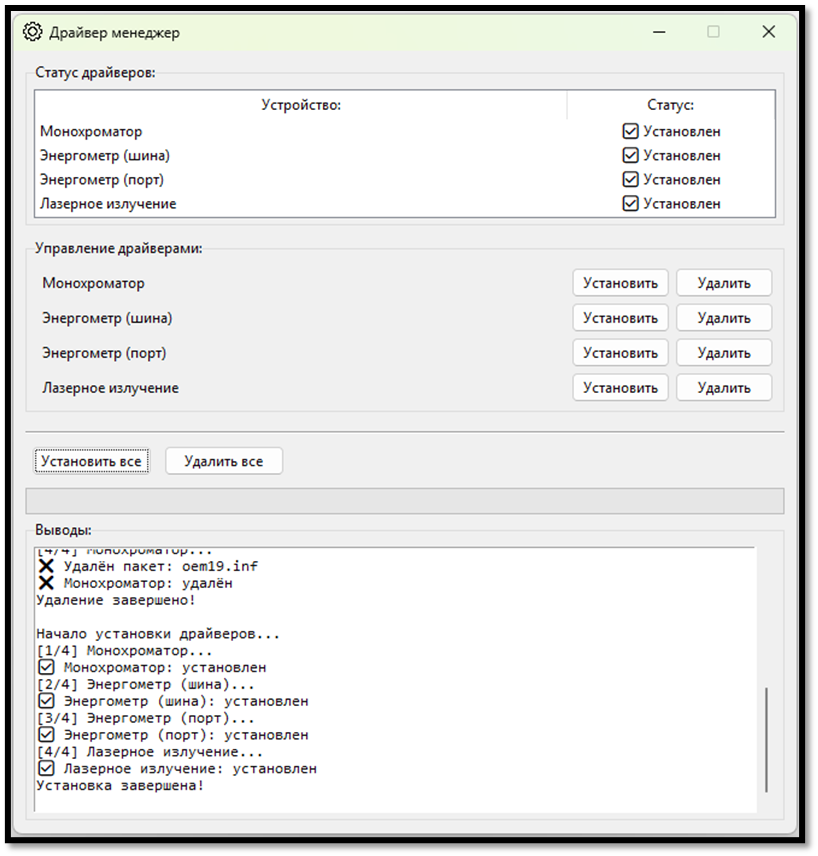 Драйвер менеджер
Статус драйверов:
Устройство: Статус:
Монохроматор Установлен
Энергометр (шина) Установлен
Энергометр (порт) Установлен
Лазерное излучение Установлен
Управление драйверами:
Монохроматор Установить Удалить
Энергометр (шина) Установить Удалить
Энергометр (порт) Установить Удалить
Лазерное излучение Установить Удалить
Установить все Удалить все
Выводы:
[4/4] Монохроматор...
Удалён пакет: oem19.inf
Монохроматор: удалён
Удаление завершено!
Начало установки драйверов...
[1/4] Монохроматор...
Монохроматор: установлен
[2/4] Энергометр (шина)...
Энергометр (шина): установлен
[3/4] Энергометр (порт)...
Энергометр (порт): установлен
[4/4] Лазерное излучение...
Лазерное излучение: установлен
Установка завершена!